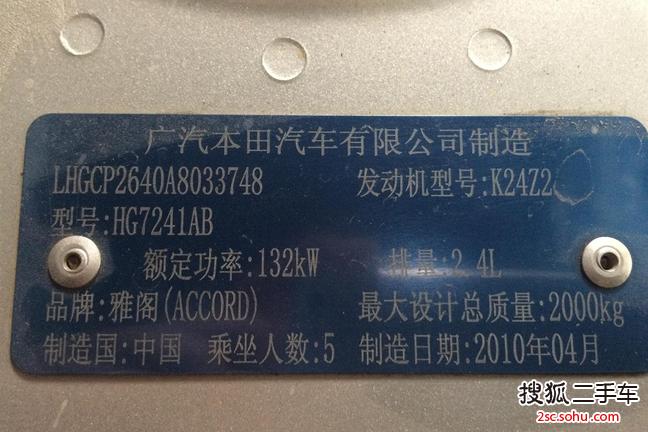 广汽本田汽车有限公司制造
LHGCP2640A8033748 发动机型号:K24Z2
型号:HG7241AB
额定功率:132kW 排量:2.4L
品牌:雅阁(ACCORD) 最大设计总质量:2000kg
制造国:中国 乘坐人数:5 制造日期:2010年04月
搜狐二手车
2sc.sohu.com